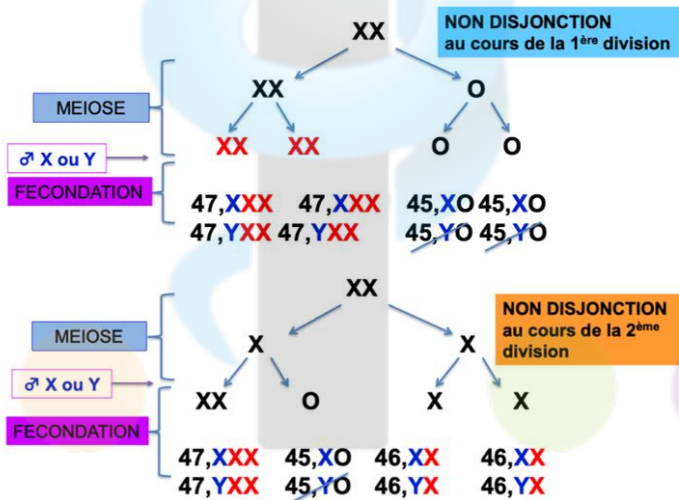 NON DISJONCTION
au cours de la 1ère division
XX
XX O
MEIOSE
XX XX O O
♂ X ou Y
FECONDATION
47,XXX 47,XXX 45,XO 45,XO
47,YXX 47,YXX 45,YO 45,YO
XX
NON DISJONCTION
au cours de la 2ème
division
MEIOSE
X X
♂ X ou Y
XX O X X
FECONDATION
47,XXX 45,XO 46,XX 46,XX
47,YXX 45,YO 46,YX 46,YX